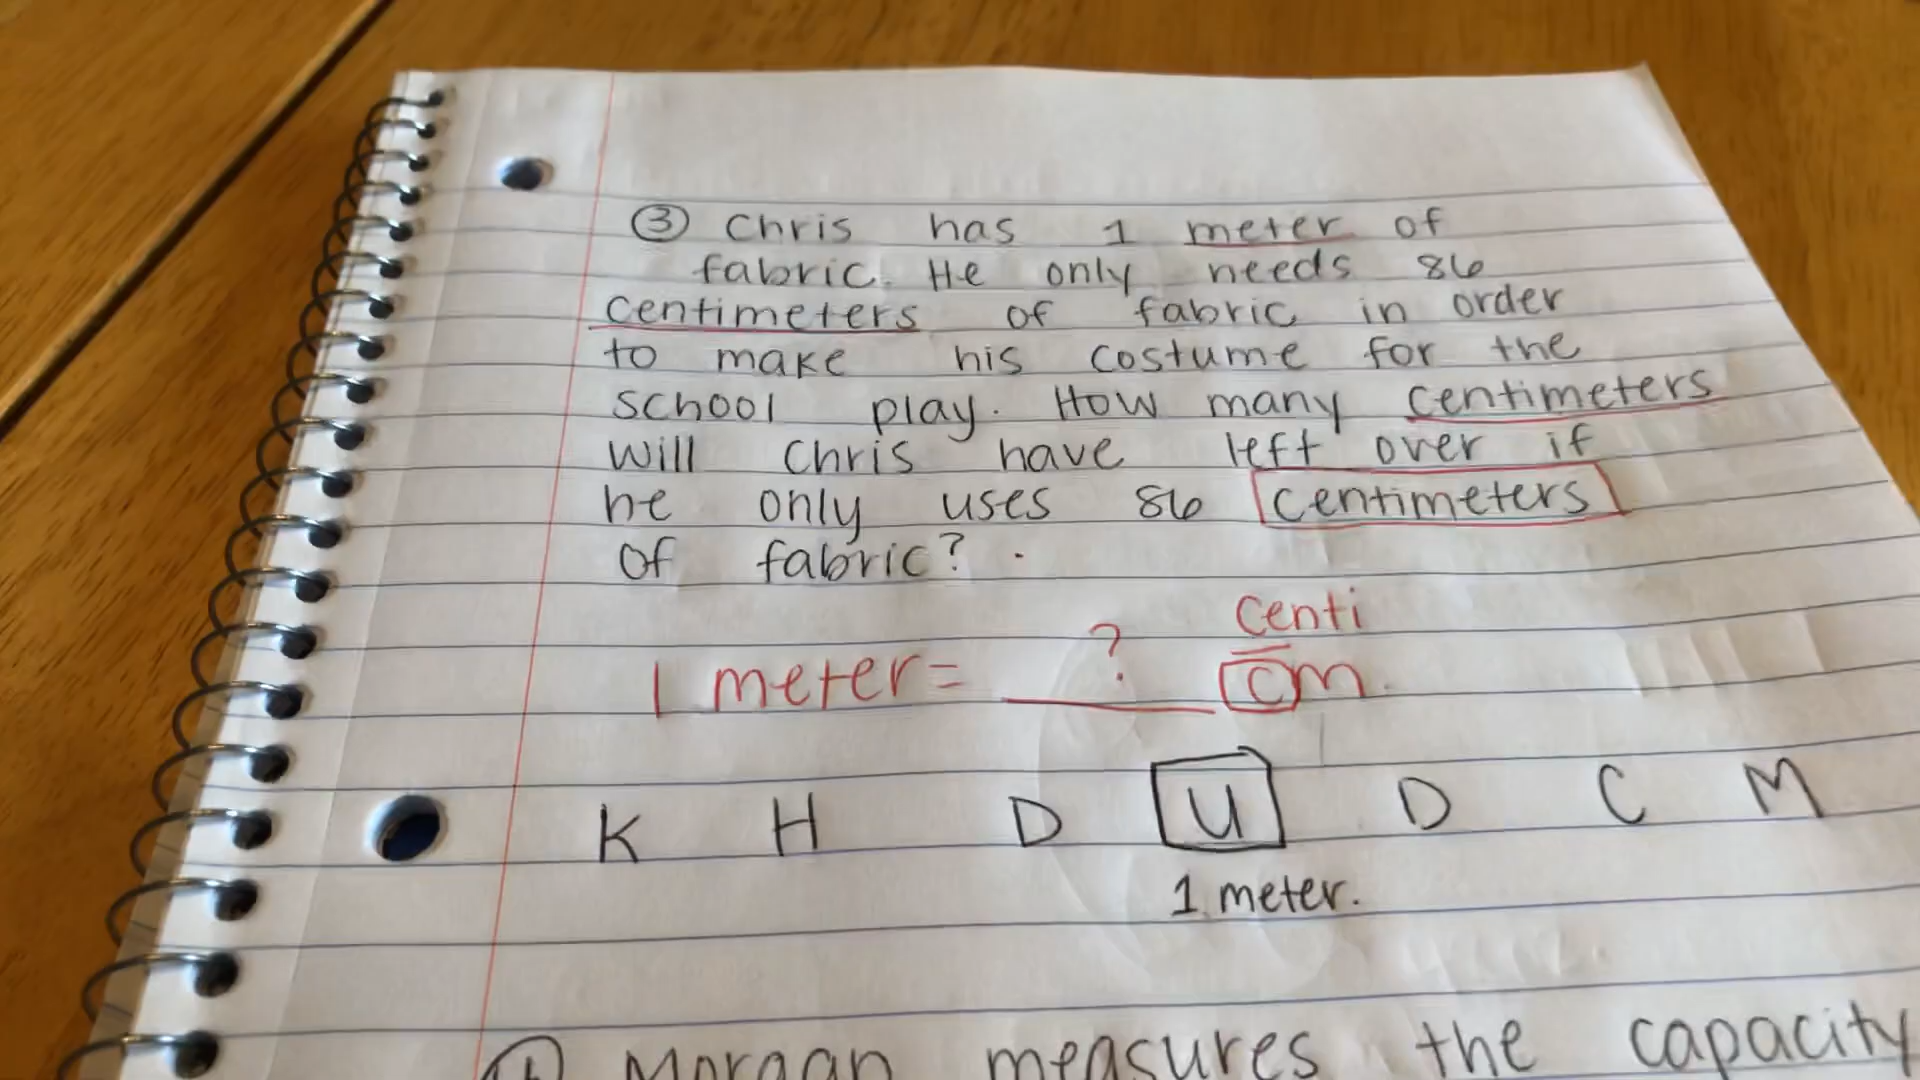 ③ Chris has 1 meter of
fabric. He only needs 86
centimeters of fabric in order
to make his costume for the
school play. How many centimeters
will Chris have left over if
he only uses 86 centimeters
of fabric?
centi
1 meter = ? cm.
K H D U D C M
1 meter.
Morgan measures the capacity